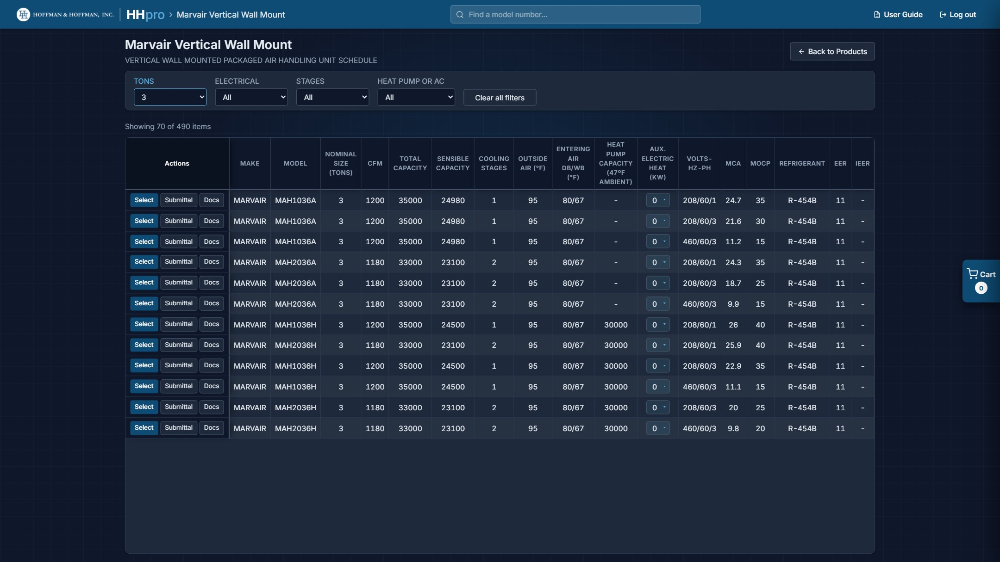 HOFFMAN & HOFFMAN, INC. HHpro › Marvair Vertical Wall Mount Find a model number... User Guide Log out
Marvair Vertical Wall Mount
VERTICAL WALL MOUNTED PACKAGED AIR HANDLING UNIT SCHEDULE
← Back to Products
TONS ELECTRICAL STAGES HEAT PUMP OR AC
3 All All All Clear all filters
Showing 70 of 490 items
Actions MAKE MODEL NOMINAL SIZE (TONS) CFM TOTAL CAPACITY SENSIBLE CAPACITY COOLING STAGES OUTSIDE AIR (°F) ENTERING AIR DB/WB (°F) HEAT PUMP CAPACITY (47ºF AMBIENT) AUX. ELECTRIC HEAT (KW) VOLTS-HZ-PH MCA MOCP REFRIGERANT EER IEER
Select Submittal Docs MARVAIR MAH1036A 3 1200 35000 24980 1 95 80/67 - 0 208/60/1 24.7 35 R-454B 11 -
Select Submittal Docs MARVAIR MAH1036A 3 1200 35000 24980 1 95 80/67 - 0 208/60/3 21.6 30 R-454B 11 -
Select Submittal Docs MARVAIR MAH1036A 3 1200 35000 24980 1 95 80/67 - 0 460/60/3 11.2 15 R-454B 11 -
Select Submittal Docs MARVAIR MAH2036A 3 1180 33000 23100 2 95 80/67 - 0 208/60/1 24.3 35 R-454B 11 -
Select Submittal Docs MARVAIR MAH2036A 3 1180 33000 23100 2 95 80/67 - 0 208/60/3 18.7 25 R-454B 11 -
Select Submittal Docs MARVAIR MAH2036A 3 1180 33000 23100 2 95 80/67 - 0 460/60/3 9.9 15 R-454B 11 -
Select Submittal Docs MARVAIR MAH1036H 3 1200 35000 24500 1 95 80/67 30000 0 208/60/1 26 40 R-454B 11 -
Select Submittal Docs MARVAIR MAH2036H 3 1180 33000 23100 2 95 80/67 30000 0 208/60/1 25.9 40 R-454B 11 -
Select Submittal Docs MARVAIR MAH1036H 3 1200 35000 24500 1 95 80/67 30000 0 208/60/3 22.9 35 R-454B 11 -
Select Submittal Docs MARVAIR MAH1036H 3 1200 35000 24500 1 95 80/67 30000 0 460/60/3 11.1 15 R-454B 11 -
Select Submittal Docs MARVAIR MAH2036H 3 1180 33000 23100 2 95 80/67 30000 0 208/60/3 20 25 R-454B 11 -
Select Submittal Docs MARVAIR MAH2036H 3 1180 33000 23100 2 95 80/67 30000 0 460/60/3 9.8 20 R-454B 11 -
Cart
0